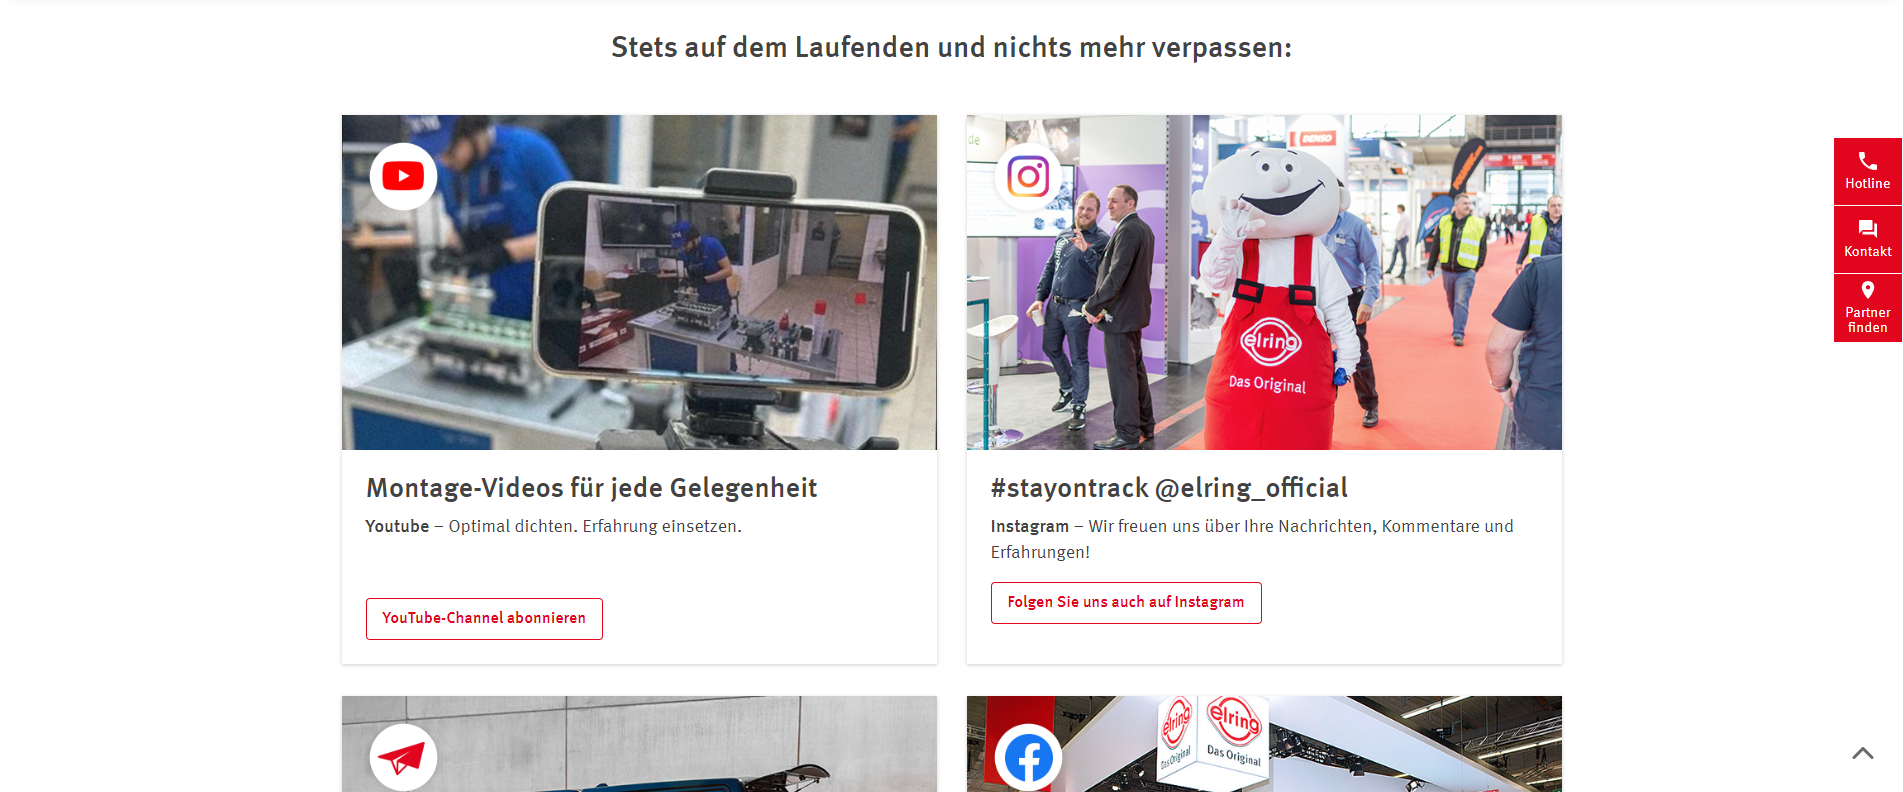 Stets auf dem Laufenden und nichts mehr verpassen:
DENSO
elring
Das Original
Hotline
Kontakt
Partner
finden
Montage-Videos für jede Gelegenheit
Youtube – Optimal dichten. Erfahrung einsetzen.
YouTube-Channel abonnieren
#stayontrack @elring_official
Instagram – Wir freuen uns über Ihre Nachrichten, Kommentare und
Erfahrungen!
Folgen Sie uns auch auf Instagram
elring
Das Original
elring
Das Original